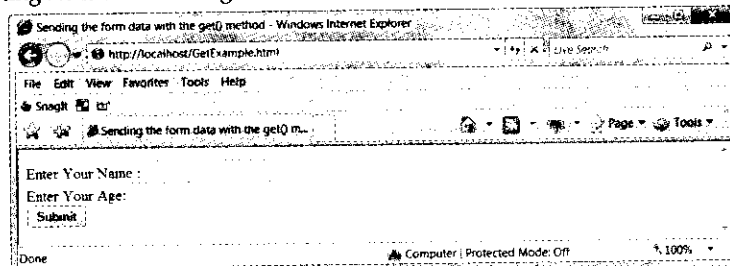 Sending the form data with the get() method - Windows Internet Explorer
http://localhost/GetExample.html
Live Search
File Edit View Favorites Tools Help
SnagIt
Sending the form data with the get() m...
Page Tools
Enter Your Name :
Enter Your Age:
Submit
Done
Computer | Protected Mode: Off
100%